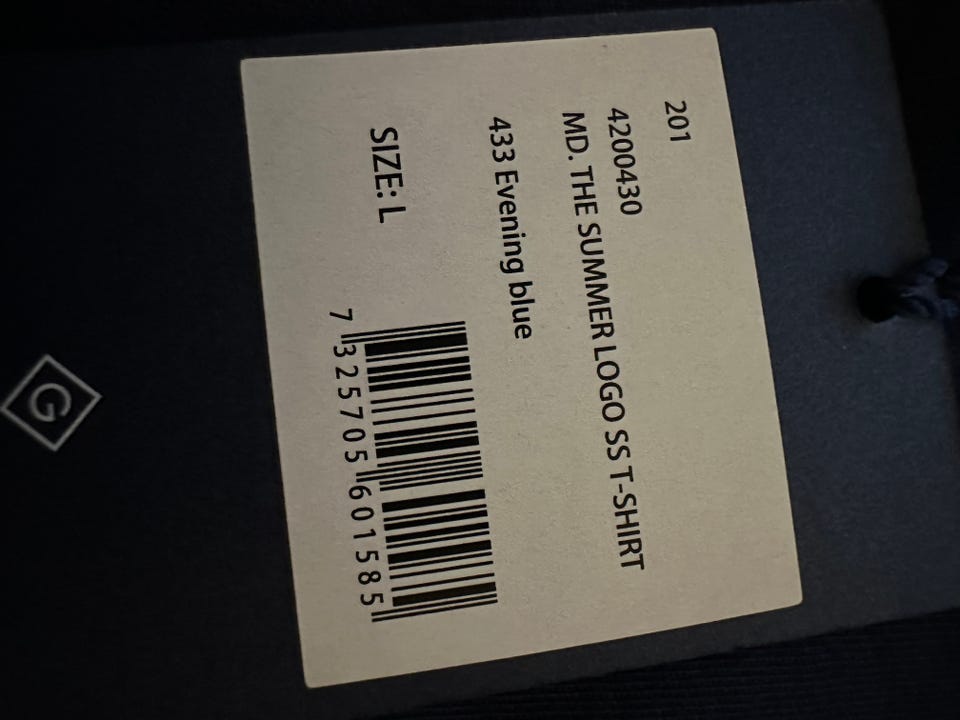 201
4200430
MD. THE SUMMER LOGO SS T-SHIRT
433 Evening blue
SIZE: L
7 325705 601585
G